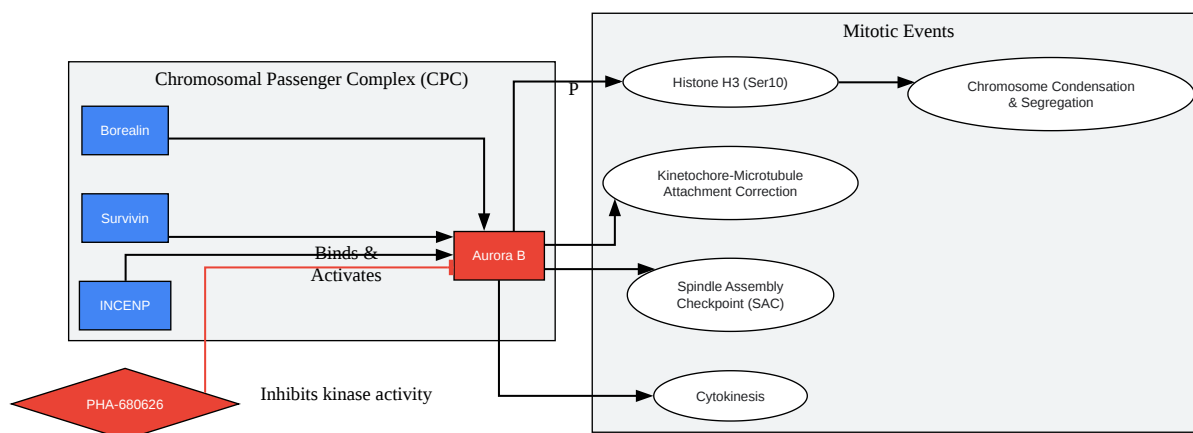 Mitotic Events
Chromosomal Passenger Complex (CPC)
P
Histone H3 (Ser10)
Chromosome Condensation
& Segregation
Borealin
Kinetochore-Microtubule
Attachment Correction
Survivin
Binds &
Activates
Aurora B
INCENP
Spindle Assembly
Checkpoint (SAC)
PHA-680626
Inhibits kinase activity
Cytokinesis